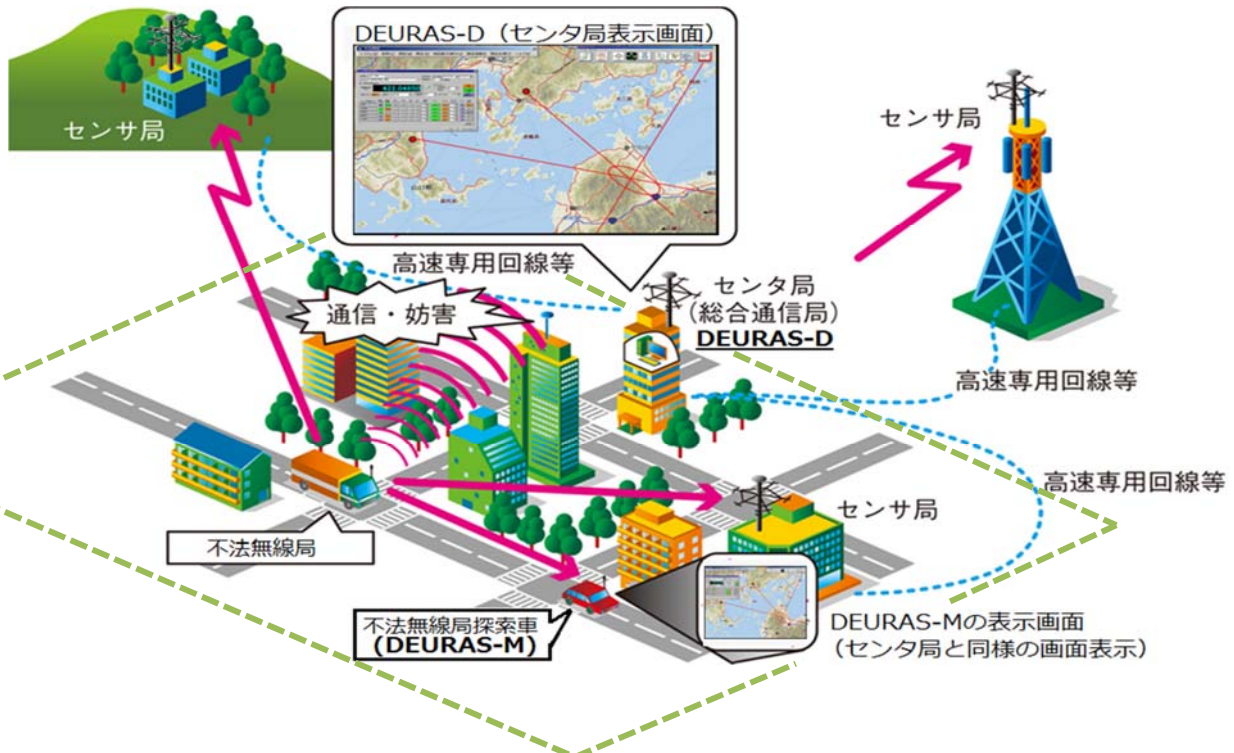 DEURAS-D（センタ局表示画面）
422.04650
センサ局
センサ局
高速専用回線等
センタ局
（総合通信局）
DEURAS-D
通信・妨害
高速専用回線等
高速専用回線等
センサ局
不法無線局
不法無線局探索車
(DEURAS-M)
DEURAS-Mの表示画面
（センタ局と同様の画面表示）